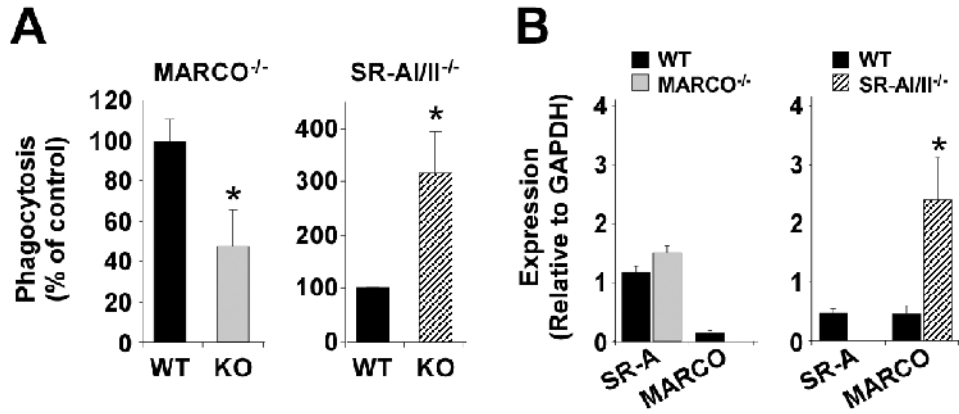 A
B
MARCO-/-
SR-AI/II-/-
WT
MARCO-/-
WT
SR-AI/II-/-
Phagocytosis
(% of control)
120
100
80
60
40
20
0
*
WT KO
400
300
200
100
0
*
WT KO
Expression
(Relative to GAPDH)
4
3
2
1
0
SR-A
MARCO
4
3
2
1
0
*
SR-A
MARCO